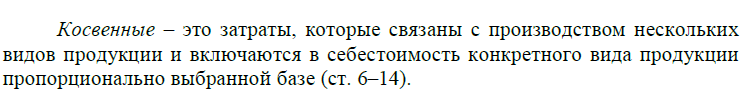 Косвенные – это затраты, которые связаны с производством нескольких
видов продукции и включаются в себестоимость конкретного вида продукции
пропорционально выбранной базе (ст. 6–14).